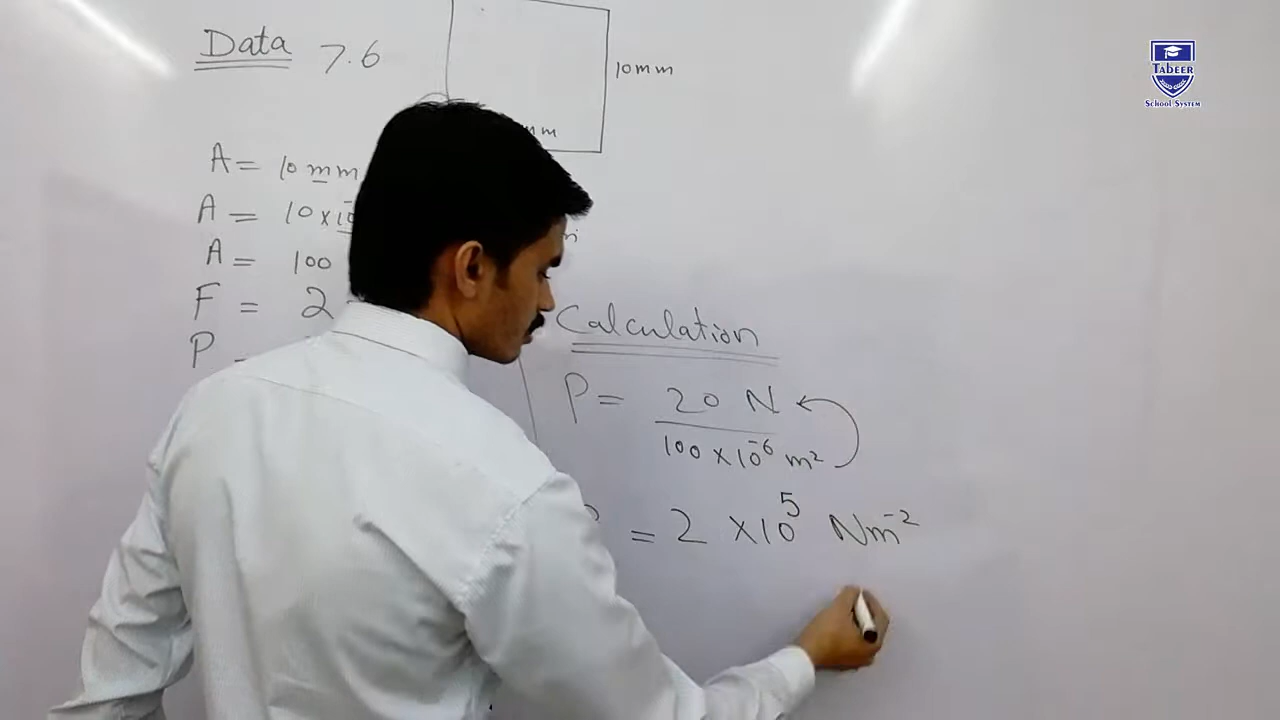 Data 7.6
10mm
mm
A = 10 mm
A = 10 x 10
A = 100
F = 2
P =
Calculation
P = 20 N
100 x 10⁻⁶ m²
= 2 x 10⁵ Nm⁻²
TABEER
SCHOOL SYSTEM